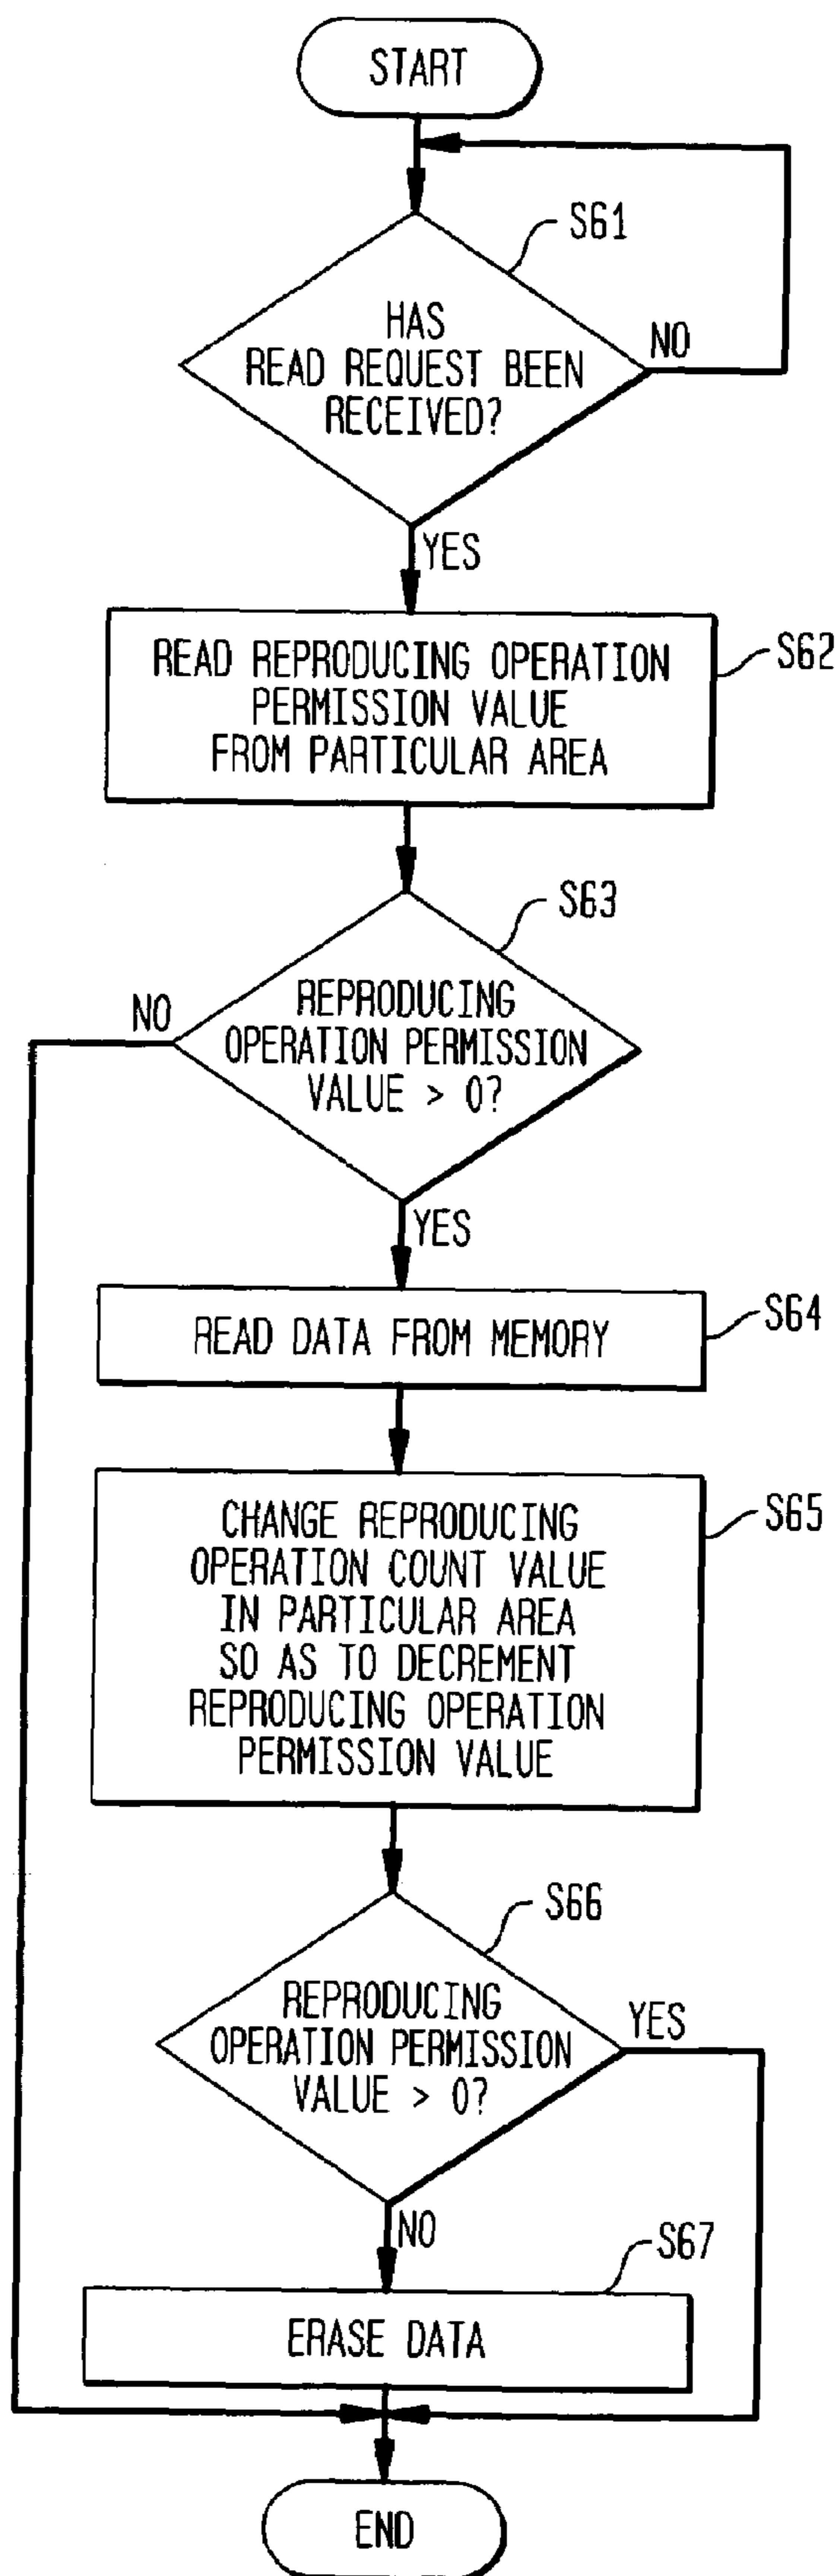 START
S61
HAS
READ REQUEST BEEN
RECEIVED?
NO
YES
READ REPRODUCING OPERATION
PERMISSION VALUE
FROM PARTICULAR AREA
S62
S63
REPRODUCING
OPERATION PERMISSION
VALUE > 0?
NO
YES
READ DATA FROM MEMORY
S64
CHANGE REPRODUCING
OPERATION COUNT VALUE
IN PARTICULAR AREA
SO AS TO DECREMENT
REPRODUCING OPERATION
PERMISSION VALUE
S65
S66
REPRODUCING
OPERATION PERMISSION
VALUE > 0?
YES
NO
S67
ERASE DATA
END